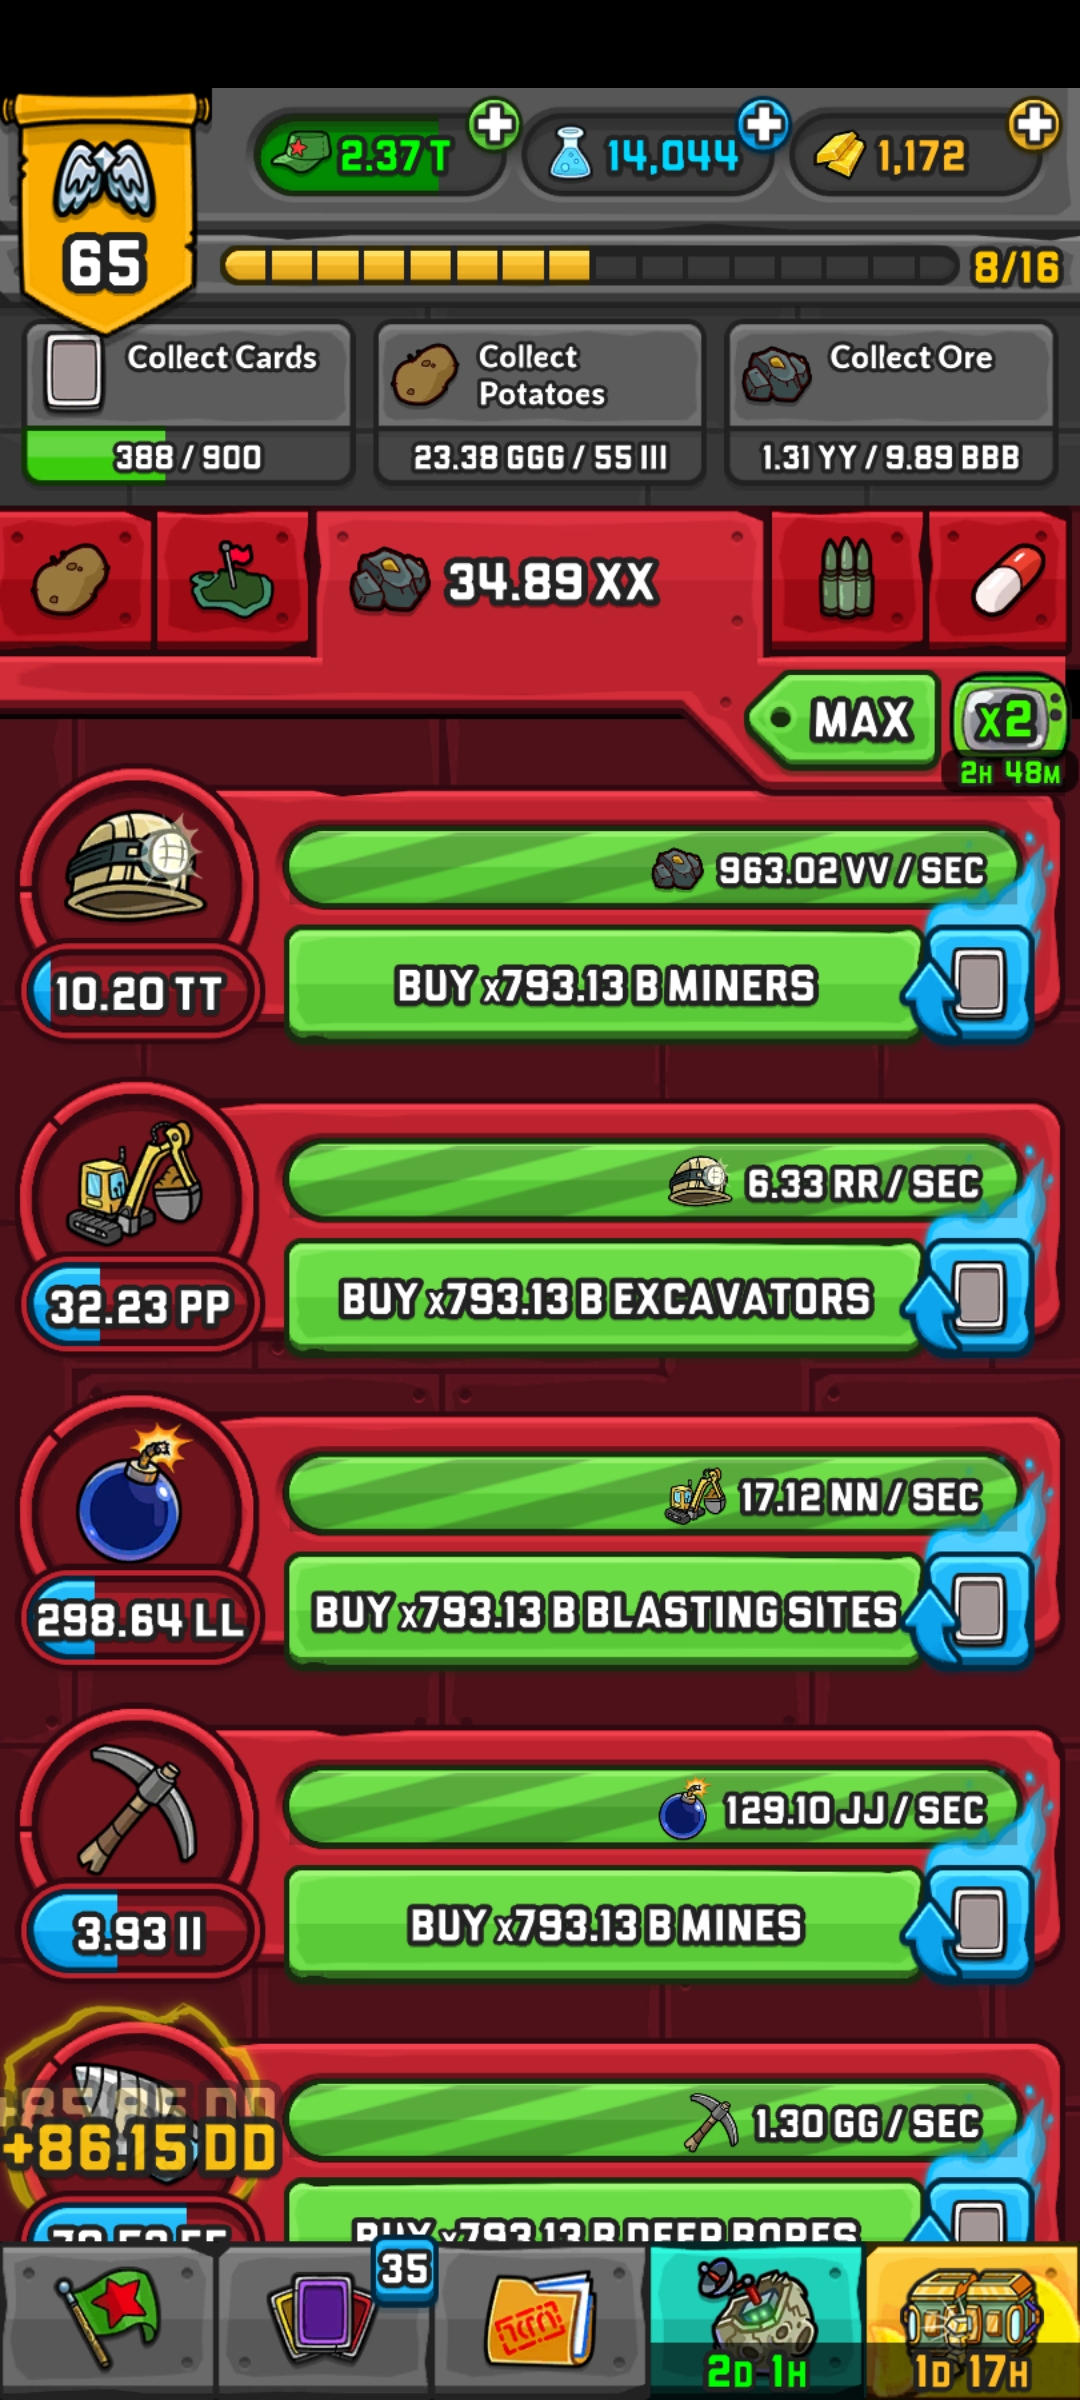 2.37 T
14,044
1,172
65
8/16
Collect Cards
388 / 900
Collect
Potatoes
23.38 GGG / 55 III
Collect Ore
1.31 YY / 9.89 BBB
34.89 XX
MAX
x2
2H 48M
963.02 VV / SEC
10.20 TT
BUY x793.13 B MINERS
6.33 RR / SEC
32.23 PP
BUY x793.13 B EXCAVATORS
17.12 NN / SEC
298.64 LL
BUY x793.13 B BLASTING SITES
129.10 JJ / SEC
3.93 II
BUY x793.13 B MINES
1.30 GG / SEC
+86.15 DD
BUY x793.13 B DEEP BORES
35
2D 1H
1D 17H